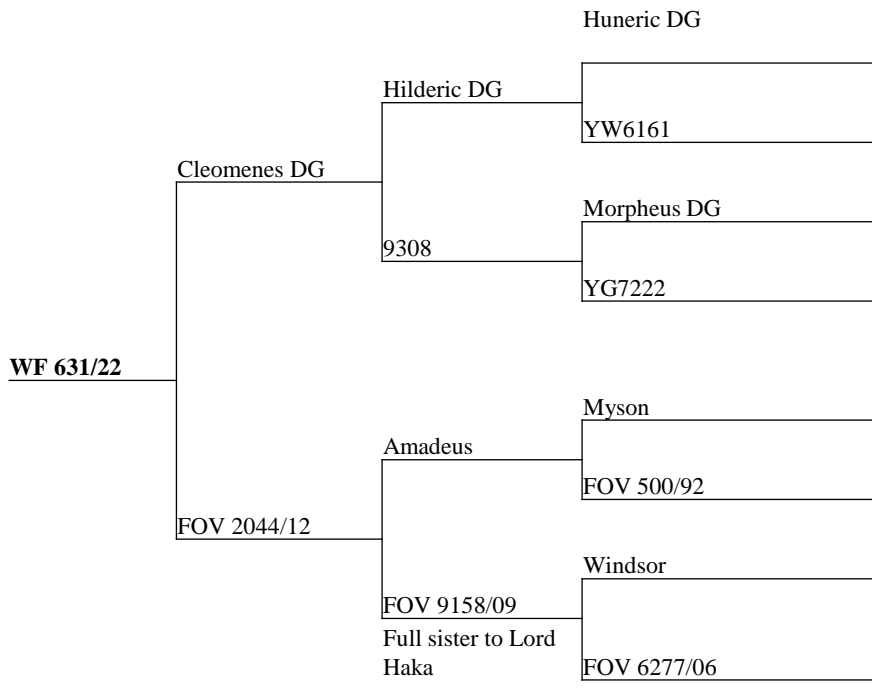 Huneric DG
Hilderic DG
YW6161
Cleomenes DG
Morpheus DG
9308
YG7222
WF 631/22
Myson
Amadeus
FOV 500/92
FOV 2044/12
Windsor
FOV 9158/09
Full sister to Lord
Haka
FOV 6277/06